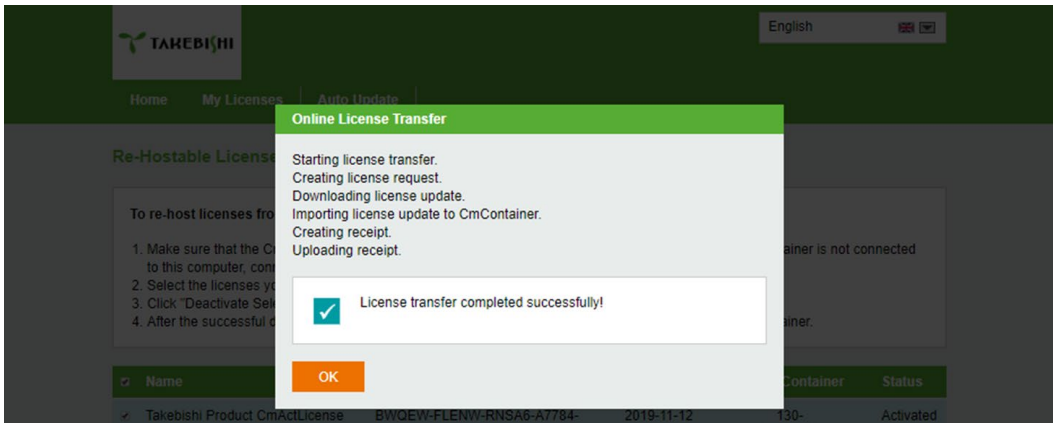 TAKEBISHI
English
Home My Licenses Auto Update
Online License Transfer
Re-Hostable License
Starting license transfer.
Creating license request.
Downloading license update.
Importing license update to CmContainer.
Creating receipt.
Uploading receipt.
To re-host licenses fro
1. Make sure that the C ainer is not connected
to this computer, con
2. Select the licenses yo
3. Click "Deactivate Sele
4. After the successful d ainer.
License transfer completed successfully!
OK
Name Container Status
Takebishi Product CmActLicense BWQEW-FLENW-RNSA6-A7784- 2019-11-12 130- Activated